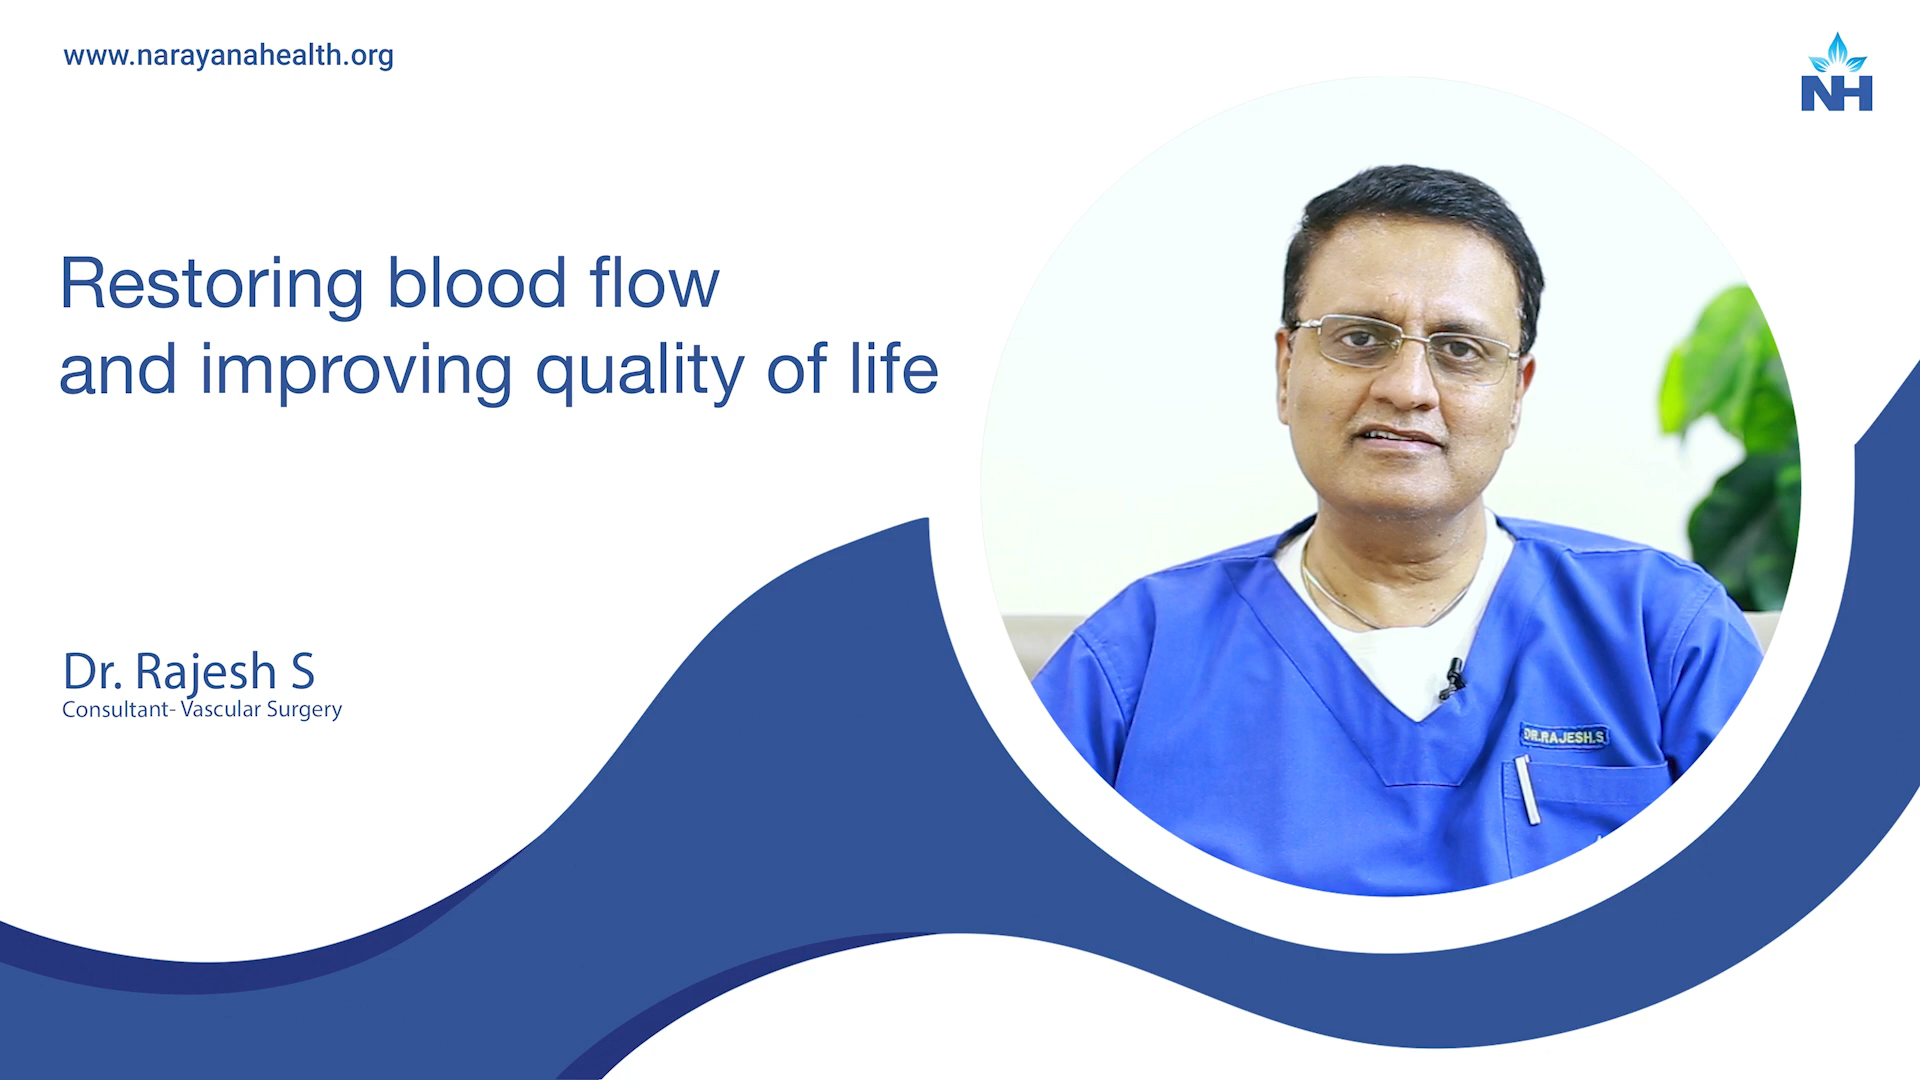 www.narayanahealth.org
NH
Restoring blood flow
and improving quality of life
Dr. Rajesh S
Consultant- Vascular Surgery
DR.RAJESH.S